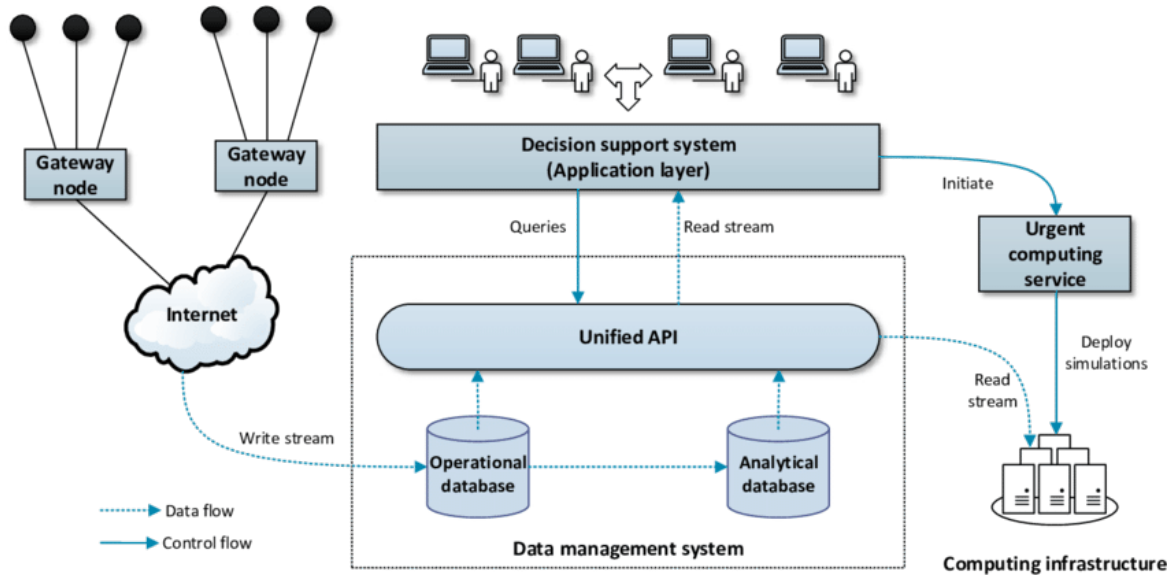 Gateway
node
Gateway
node
Internet
Decision support system
(Application layer)
Initiate
Queries
Read stream
Urgent
computing
service
Unified API
Deploy
simulations
Read
stream
Write stream
Operational
database
Analytical
database
Data flow
Control flow
Data management system
Computing infrastructure